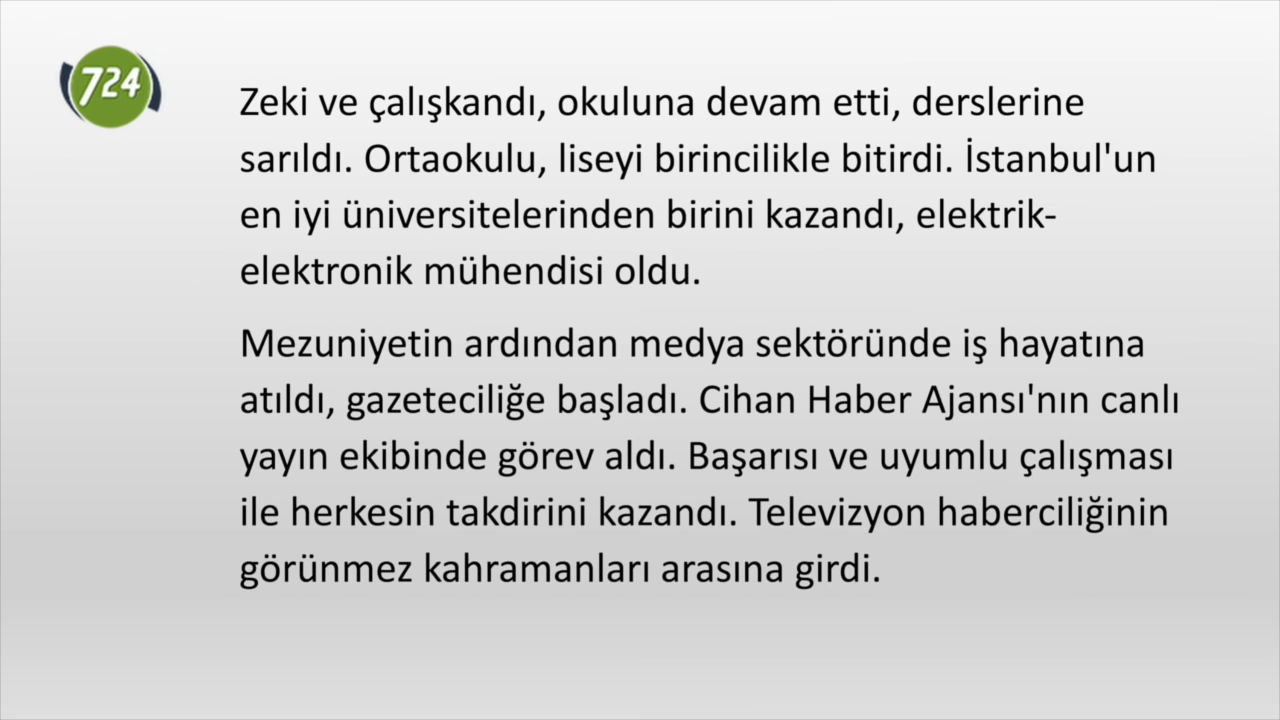 724
Zeki ve çalışkandı, okuluna devam etti, derslerine
sarıldı. Ortaokulu, liseyi birincilikle bitirdi. İstanbul'un
en iyi üniversitelerinden birini kazandı, elektrik-
elektronik mühendisi oldu.
Mezuniyetin ardından medya sektöründe iş hayatına
atıldı, gazeteciliğe başladı. Cihan Haber Ajansı'nın canlı
yayın ekibinde görev aldı. Başarısı ve uyumlu çalışması
ile herkesin takdirini kazandı. Televizyon haberciliğinin
görünmez kahramanları arasına girdi.